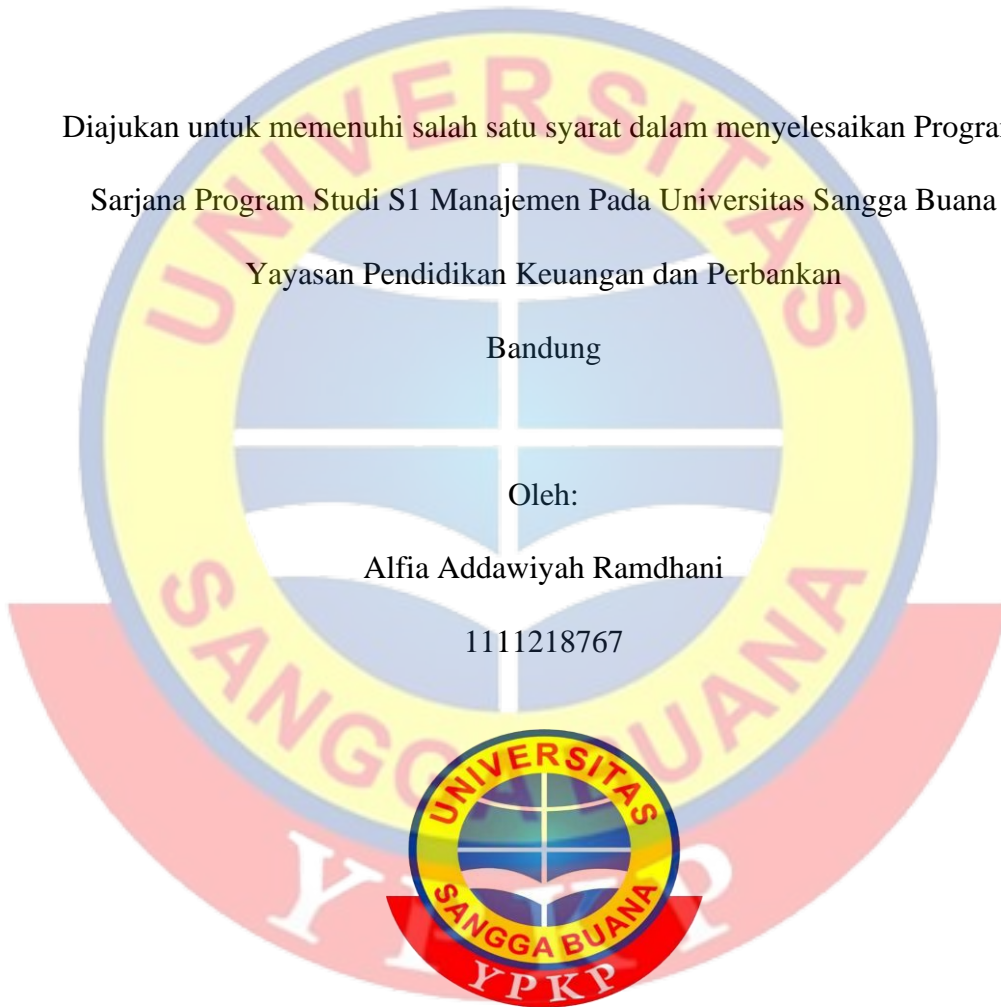 Diajukan untuk memenuhi salah satu syarat dalam menyelesaikan Progra
Sarjana Program Studi S1 Manajemen Pada Universitas Sangga Buana
Yayasan Pendidikan Keuangan dan Perbankan
Bandung
Oleh:
Alfia Addawiyah Ramdhani
1111218767
UNIVERSITAS
SANGGA BUANA
YPKP
UNIVERSITAS
SANGGA BUANA
YPKP